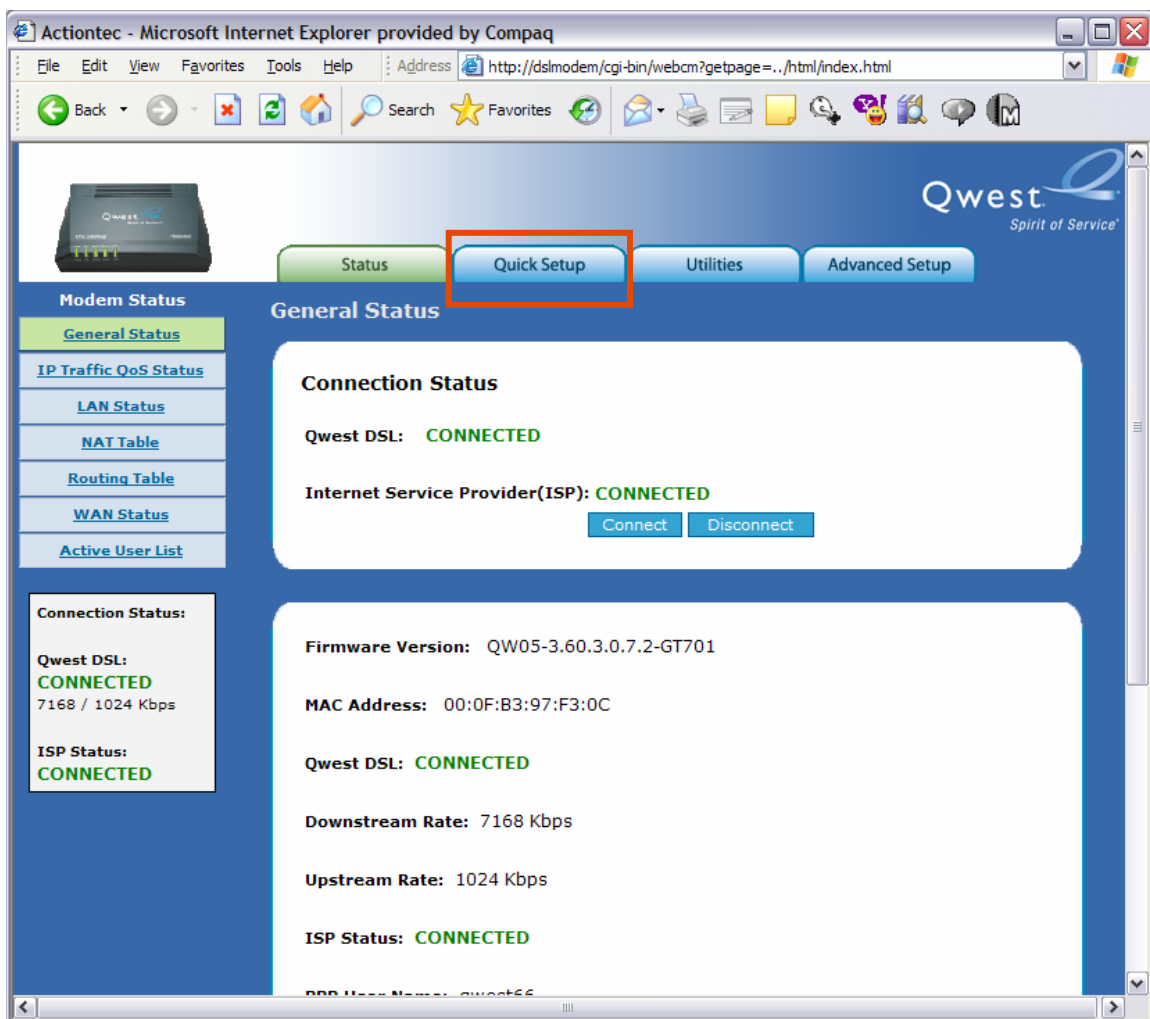 Actiontec - Microsoft Internet Explorer provided by Compaq
File Edit View Favorites Tools Help Address http://dslmodem/cgi-bin/webcm?getpage=../html/index.html
Back Search Favorites
Qwest
Qwest.
Spirit of Service®
Status Quick Setup Utilities Advanced Setup
Modem Status
General Status
IP Traffic QoS Status
LAN Status
NAT Table
Routing Table
WAN Status
Active User List
Connection Status:
Qwest DSL:
CONNECTED
7168 / 1024 Kbps
ISP Status:
CONNECTED
General Status
Connection Status
Qwest DSL: CONNECTED
Internet Service Provider(ISP): CONNECTED
Connect Disconnect
Firmware Version: QW05-3.60.3.0.7.2-GT701
MAC Address: 00:0F:B3:97:F3:0C
Qwest DSL: CONNECTED
Downstream Rate: 7168 Kbps
Upstream Rate: 1024 Kbps
ISP Status: CONNECTED
PPP User Name: qwest66